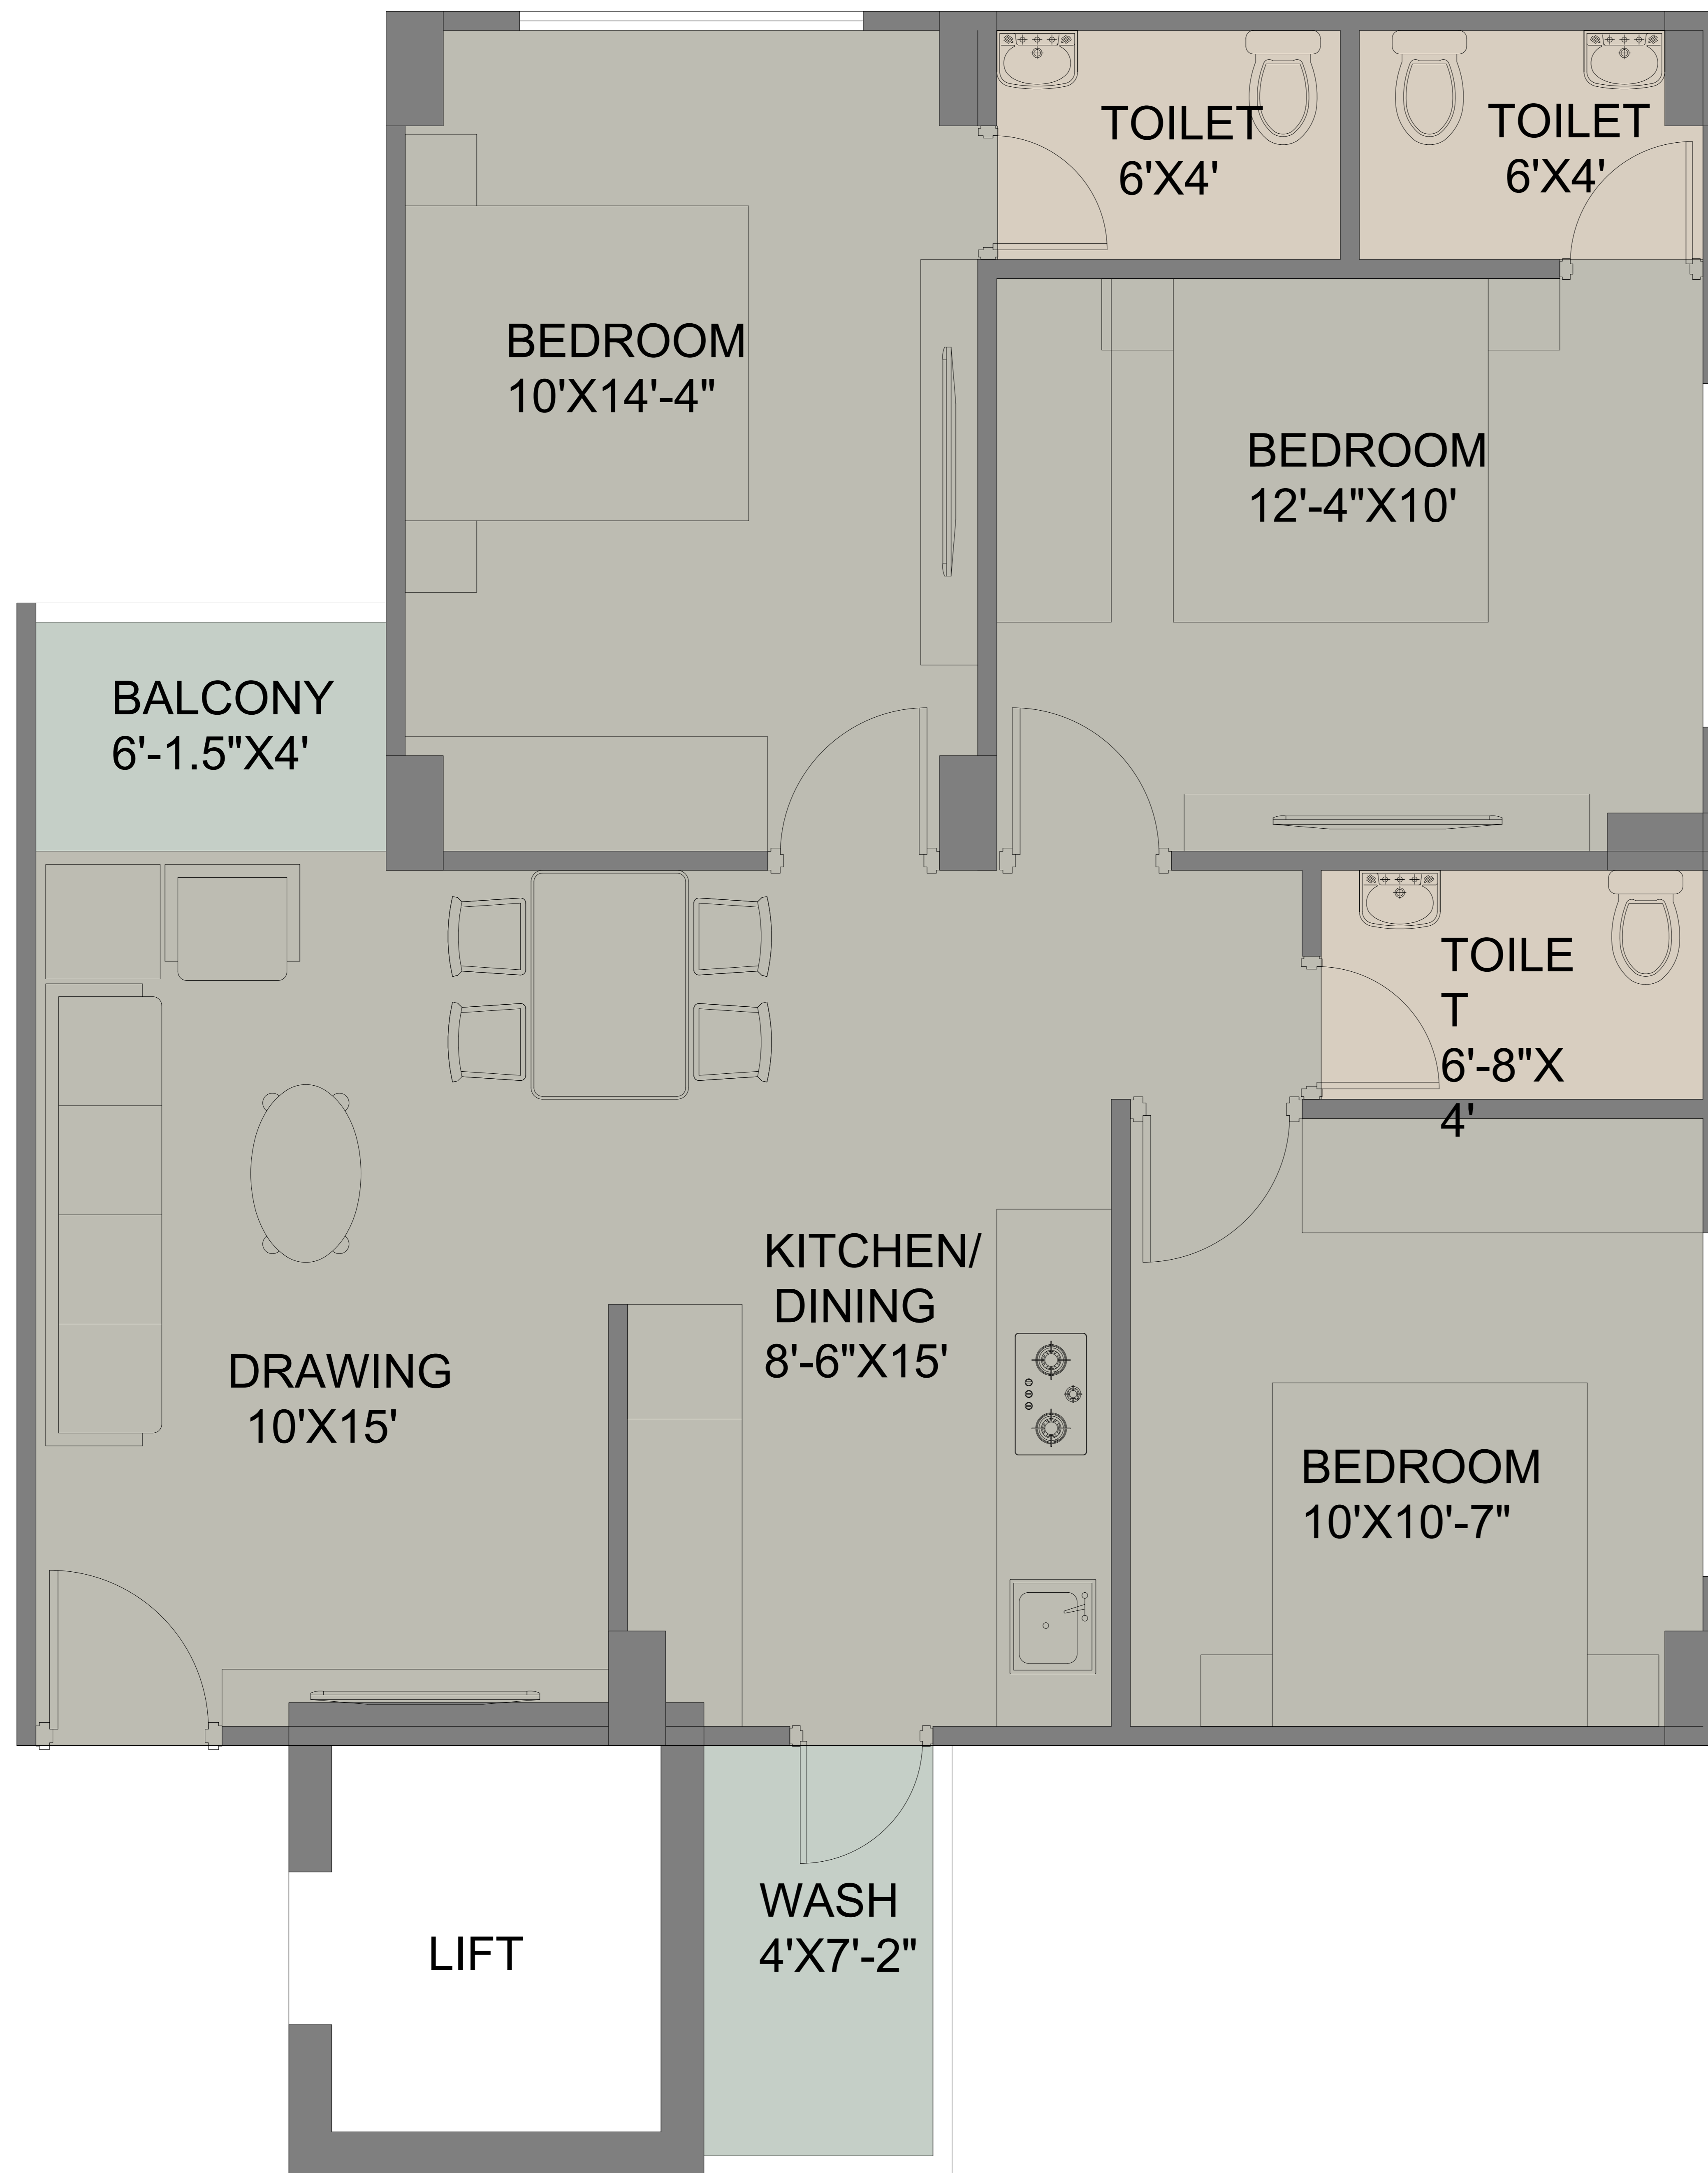 TOILET
6'X4'
TOILET
6'X4'
BEDROOM
10'X14'-4"
BEDROOM
12'-4"X10'
BALCONY
6'-1.5"X4'
TOILE
T
6'-8"X
4'
KITCHEN/
DINING
8'-6"X15'
DRAWING
10'X15'
BEDROOM
10'X10'-7"
WASH
4'X7'-2"
LIFT